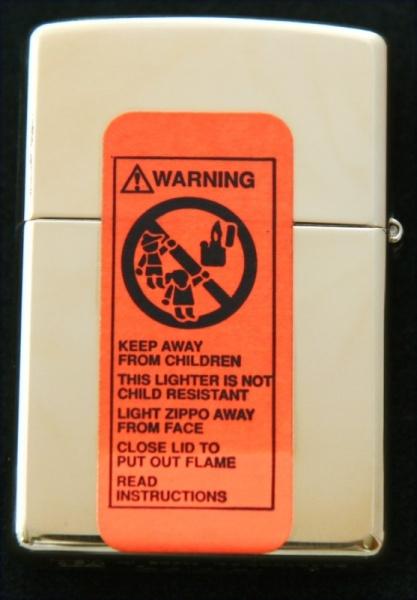 WARNING
KEEP AWAY
FROM CHILDREN
THIS LIGHTER IS NOT
CHILD RESISTANT
LIGHT ZIPPO AWAY
FROM FACE
CLOSE LID TO
PUT OUT FLAME
READ
INSTRUCTIONS